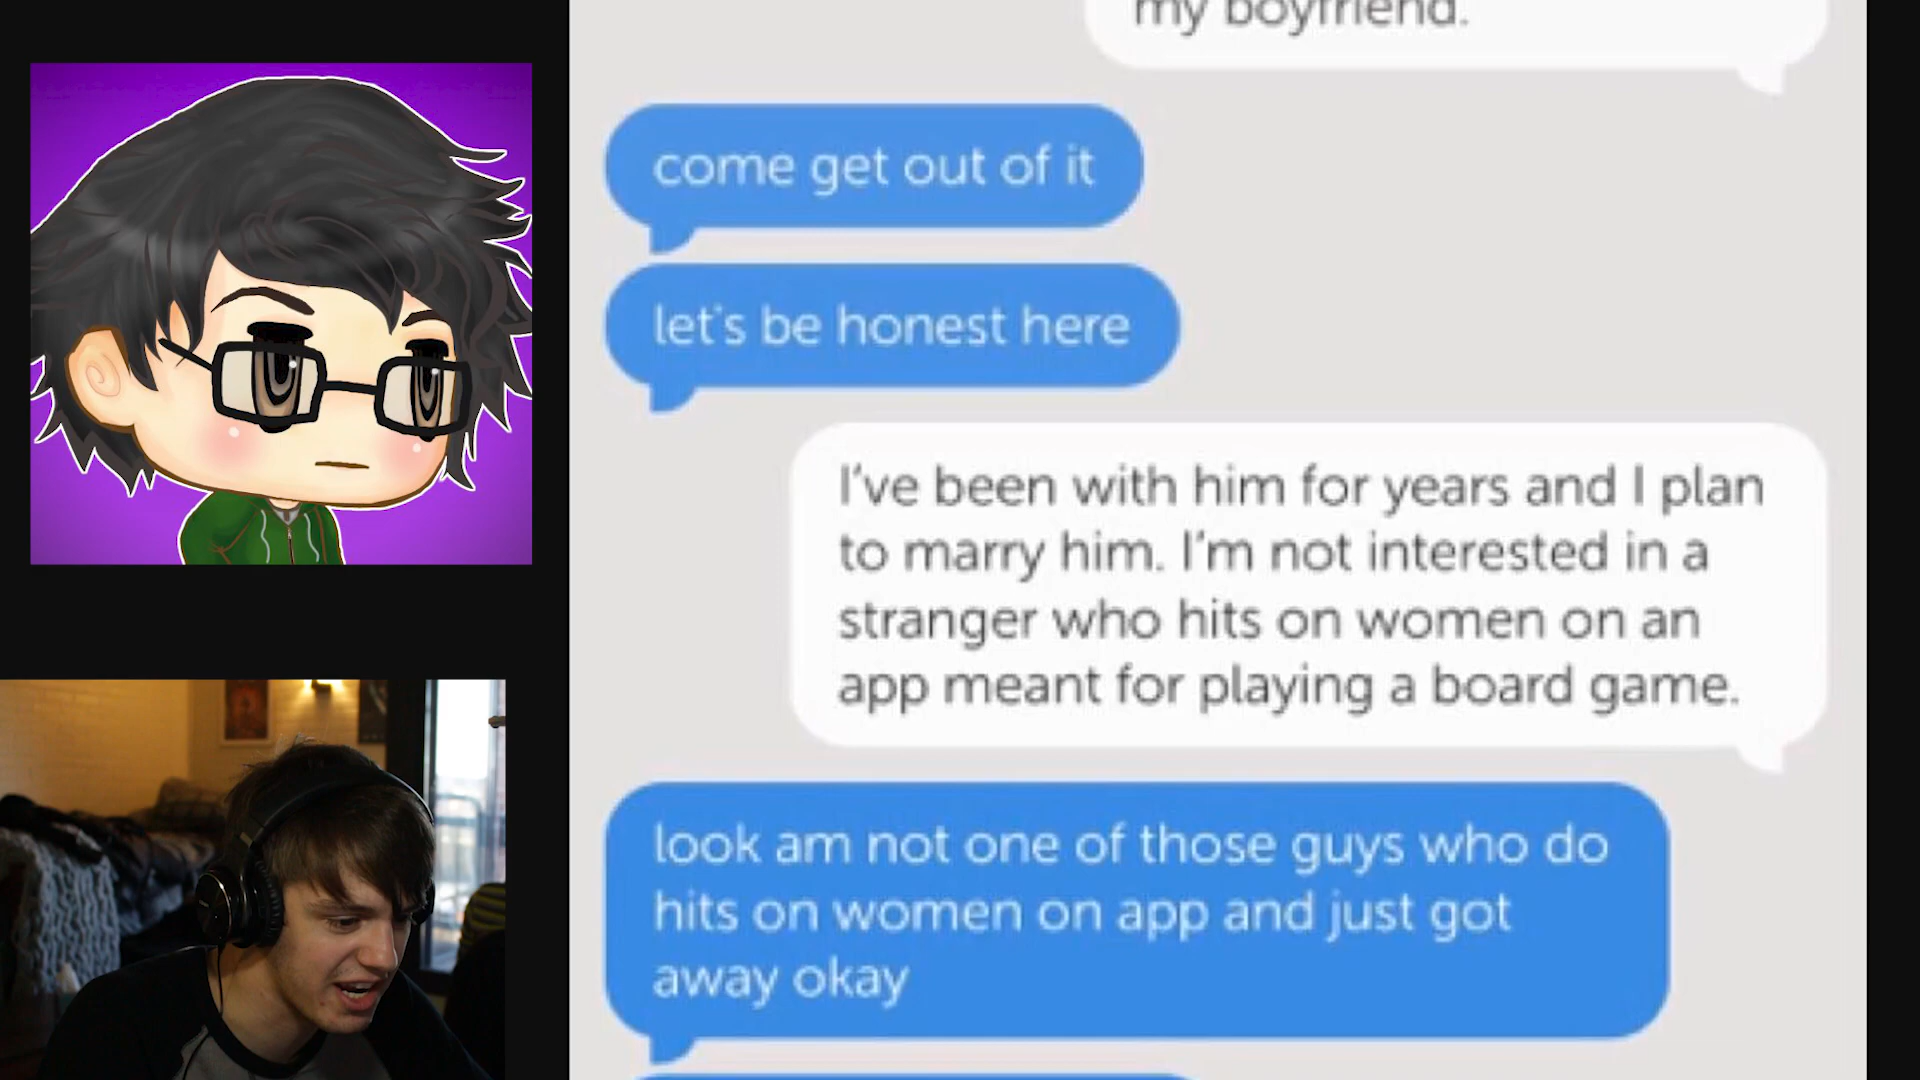 my boyfriend.
come get out of it
let's be honest here
I've been with him for years and I plan
to marry him. I'm not interested in a
stranger who hits on women on an
app meant for playing a board game.
look am not one of those guys who do
hits on women on app and just got
away okay